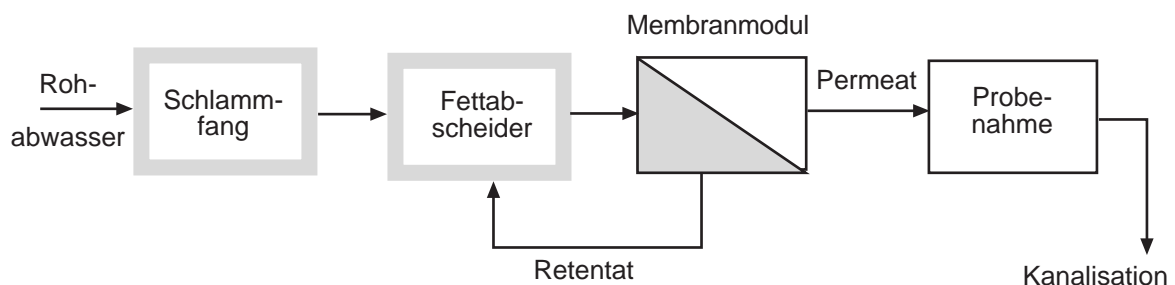 Membranmodul
Roh-
abwasser
Schlamm-
fang
Fettab-
scheider
Permeat
Probe-
nahme
Retentat
Kanalisation